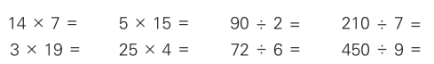 14 × 7 = 5 × 15 = 90 ÷ 2 = 210 ÷ 7 =
3 × 19 = 25 × 4 = 72 ÷ 6 = 450 ÷ 9 =